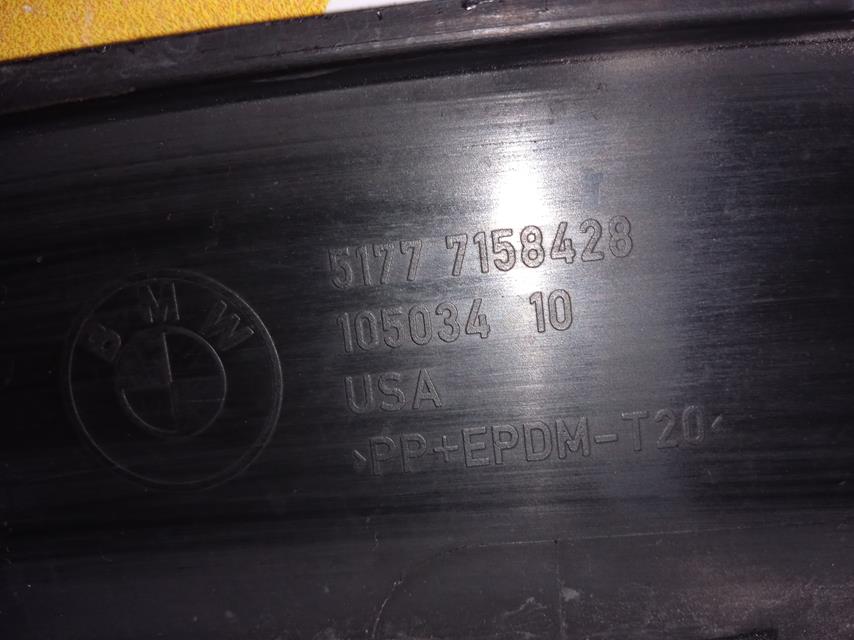 BMW
5177 7158428
105034 10
USA
>PP+EPDM-T20<